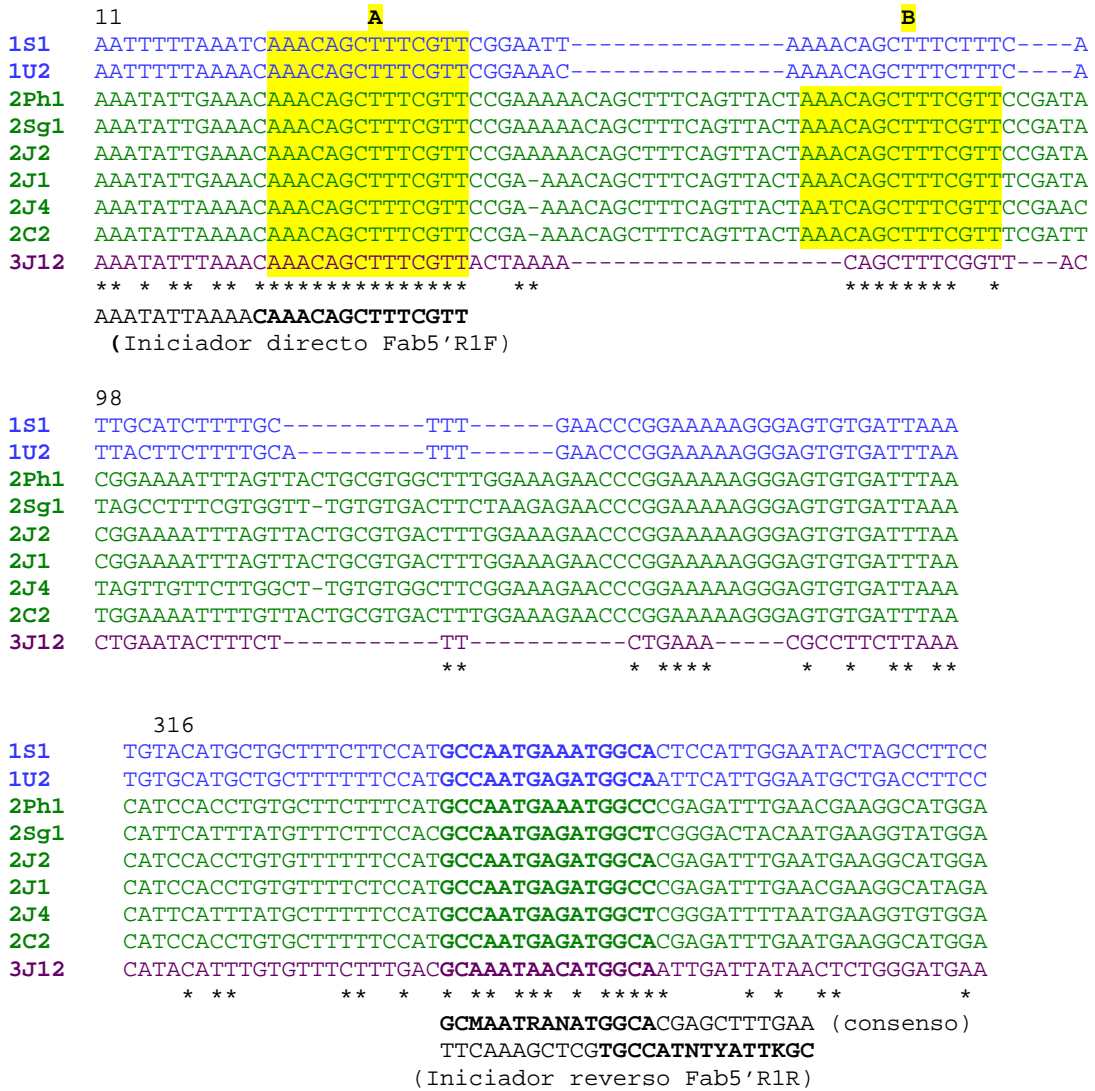 11 A B
1S1 AATTTTTAAATCAAACAGCTTTCGTTCGGAATT---------------AAAACAGCTTTCTTTC----A
1U2 AATTTTTAAAACAAACAGCTTTCGTTCGGAAAC---------------AAAACAGCTTTCTTTC----A
2Ph1 AAATATTGAAACAAACAGCTTTCGTTCCGAAAAACAGCTTTCAGTTACTAAACAGCTTTCGTTCCGATA
2Sg1 AAATATTGAAACAAACAGCTTTCGTTCCGAAAAACAGCTTTCAGTTACTAAACAGCTTTCGTTCCGATA
2J2 AAATATTGAAACAAACAGCTTTCGTTCCGAAAAACAGCTTTCAGTTACTAAACAGCTTTCGTTCCGATA
2J1 AAATATTGAAACAAACAGCTTTCGTTCCGA-AAACAGCTTTCAGTTACTAAACAGCTTTCGTTTCGATA
2J4 AAATATTAAAACAAACAGCTTTCGTTCCGA-AAACAGCTTTCAGTTACTAATCAGCTTTCGTTCCGAAC
2C2 AAATATTAAAACAAACAGCTTTCGTTCCGA-AAACAGCTTTCAGTTACTAAACAGCTTTCGTTTCGATT
3J12 AAATATTTAAACAAACAGCTTTCGTTACTAAAA-------------------CAGCTTTCGGTT---AC
** * ** ** *************** ** ******** *
AAATATTAAAACAAACAGCTTTCGTT
(Iniciador directo Fab5’R1F)
98
1S1 TTGCATCTTTTGC----------TTT------GAACCCGGAAAAAGGGAGTGTGATTAAA
1U2 TTACTTCTTTTGCA---------TTT------GAACCCGGAAAAAGGGAGTGTGATTTAA
2Ph1 CGGAAAATTTAGTTACTGCGTGGCTTTGGAAAGAACCCGGAAAAAGGGAGTGTGATTTAA
2Sg1 TAGCCTTTCGTGGTT-TGTGTGACTTCTAAGAGAACCCGGAAAAAGGGAGTGTGATTAAA
2J2 CGGAAAATTTAGTTACTGCGTGACTTTGGAAAGAACCCGGAAAAAGGGAGTGTGATTTAA
2J1 CGGAAAATTTAGTTACTGCGTGACTTTGGAAAGAACCCGGAAAAAGGGAGTGTGATTTAA
2J4 TAGTTGTTCTTGGCT-TGTGTGGCTTCGGAAAGAACCCGGAAAAAGGGAGTGTGATTAAA
2C2 TGGAAAATTTTGTTACTGCGTGACTTTGGAAAGAACCCGGAAAAAGGGAGTGTGATTTAA
3J12 CTGAATACTTTCT-----------TT-----------CTGAAA-----CGCCTTCTTAAA
** * **** * * ** **
316
1S1 TGTACATGCTGCTTTCTTCCATGCCAATGAAATGGCACTCCATTGGAATACTAGCCTTCC
1U2 TGTGCATGCTGCTTTTTTCCATGCCAATGAGATGGCAATTCATTGGAATGCTGACCTTCC
2Ph1 CATCCACCTGTGCTTCTTTCATGCCAATGAAATGGCCCGAGATTTGAACGAAGGCATGGA
2Sg1 CATTCATTTATGTTTCTTCCACGCCAATGAGATGGCTCGGGACTACAATGAAGGTATGGA
2J2 CATCCACCTGTGTTTTTTCCATGCCAATGAGATGGCACGAGATTTGAATGAAGGCATGGA
2J1 CATCCACCTGTGTTTTCTCCATGCCAATGAGATGGCCCGAGATTTGAACGAAGGCATAGA
2J4 CATTCATTTATGCTTTTTCCATGCCAATGAGATGGCTCGGGATTTTAATGAAGGTGTGGA
2C2 CATCCACCTGTGCTTTTTCCATGCCAATGAGATGGCACGAGATTTGAATGAAGGCATGGA
3J12 CATACATTTGTGTTTCTTTGACGCAAATAACATGGCAATTGATTATAACTCTGGGATGAA
* ** ** * * ** *** * ***** * * ** *
GCMAATRANATGGCACGAGCTTTGAA (consenso)
TTCAAAGCTCGTGCCATNTYATTKGC
(Iniciador reverso Fab5’R1R)